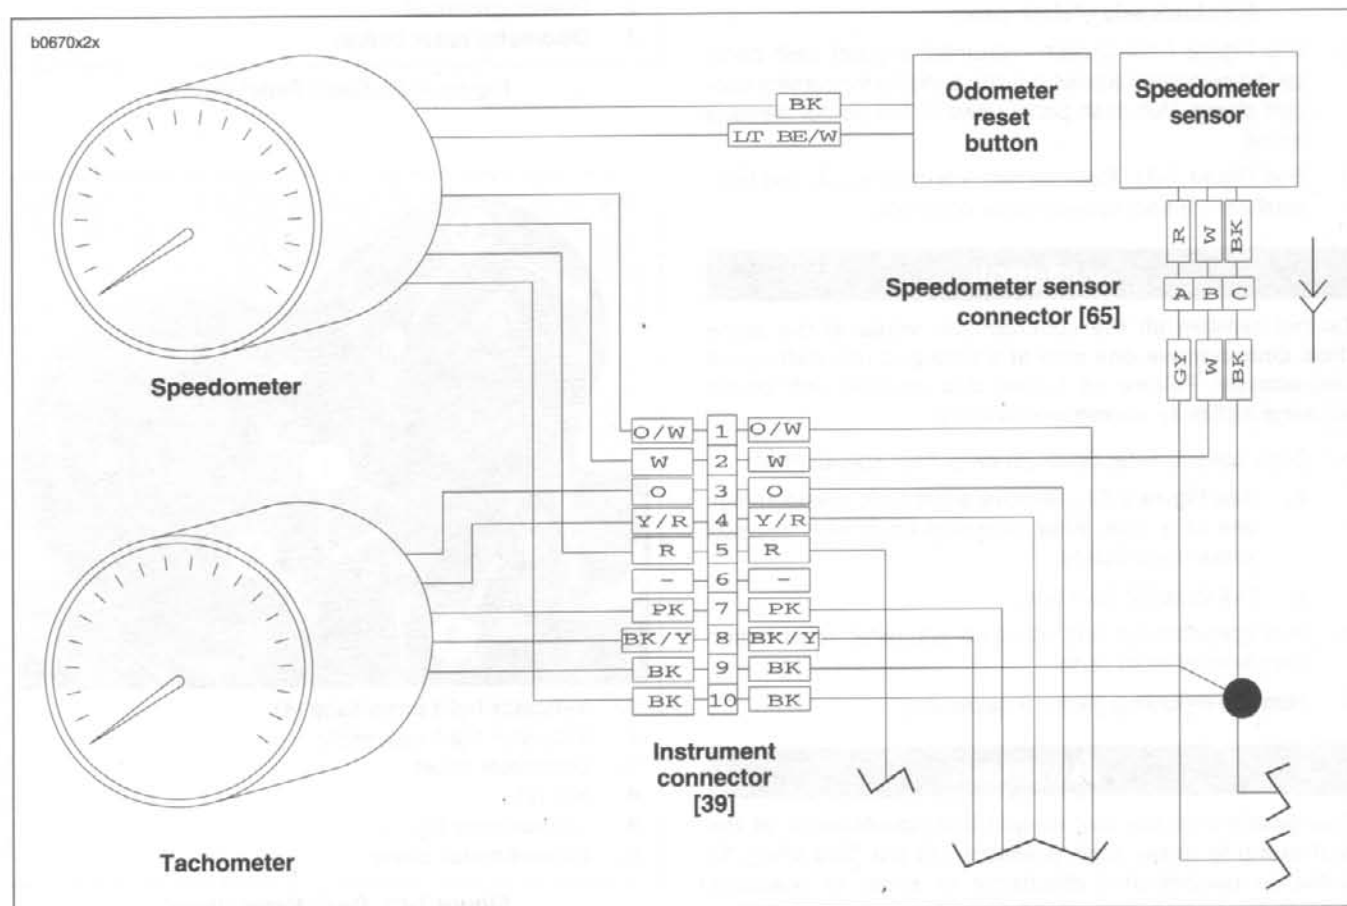 b0670x2x
BK
LT BE/W
Odometer
reset
button
Speedometer
sensor
R W BK
Speedometer sensor
connector [65]
A B C
GY W BK
Speedometer
O/W 1 O/W
W 2 W
O 3 O
Y/R 4 Y/R
R 5 R
- 6 -
PK 7 PK
BK/Y 8 BK/Y
BK 9 BK
BK 10 BK
Instrument
connector
[39]
Tachometer